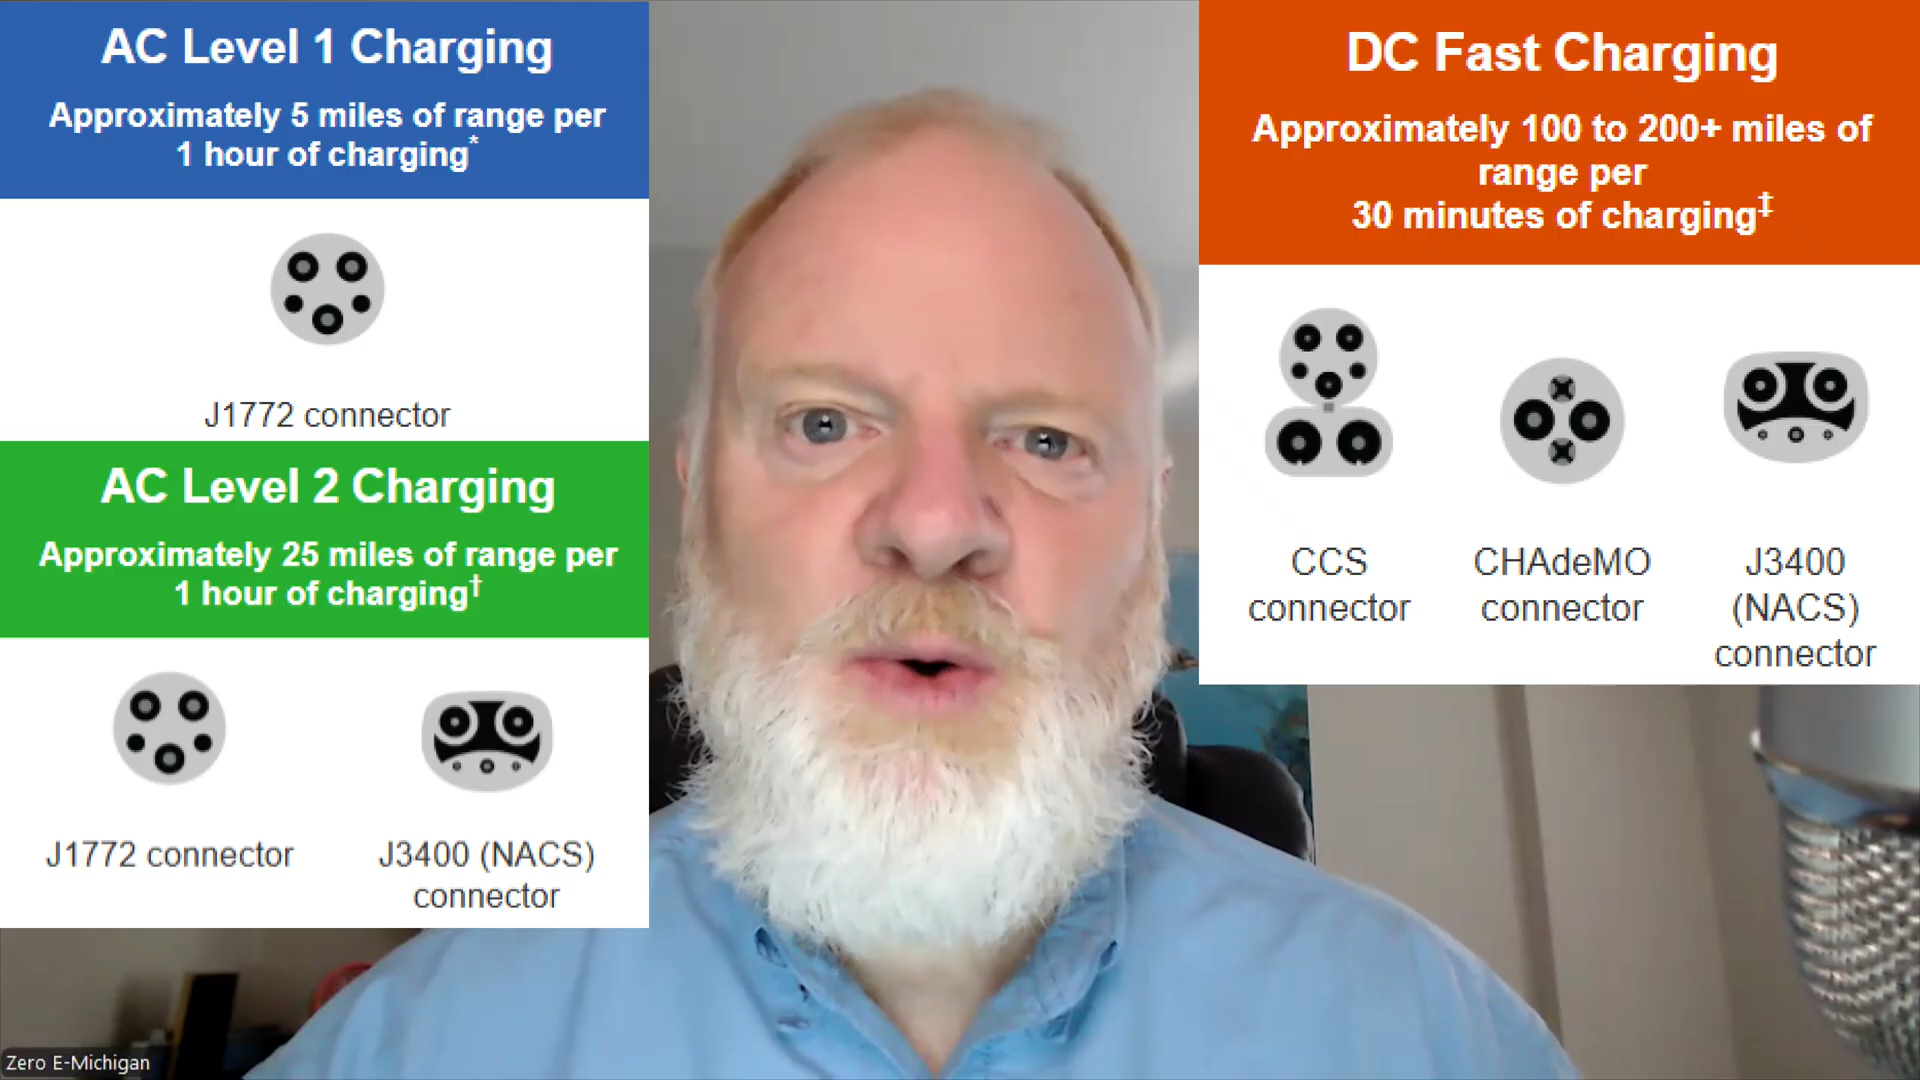 AC Level 1 Charging
Approximately 5 miles of range per
1 hour of charging*
J1772 connector
AC Level 2 Charging
Approximately 25 miles of range per
1 hour of charging†
J1772 connector
J3400 (NACS)
connector
DC Fast Charging
Approximately 100 to 200+ miles of
range per
30 minutes of charging‡
CCS
connector
CHAdeMO
connector
J3400
(NACS)
connector
Zero E-Michigan